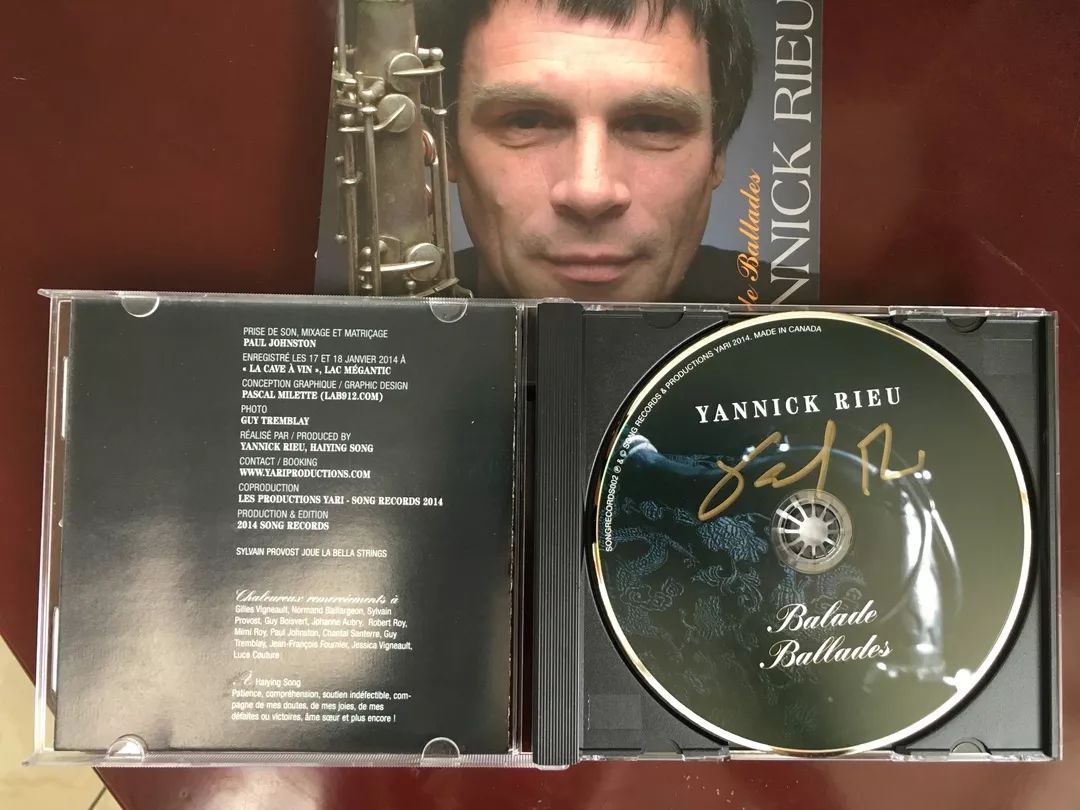 NNICK RIEU
de Ballades
PRISE DE SON, MIXAGE ET MATRIÇAGE
PAUL JOHNSTON
ENREGISTRÉ LES 17 ET 18 JANVIER 2014 À
« LA CAVE À VIN », LAC MÉGANTIC
CONCEPTION GRAPHIQUE / GRAPHIC DESIGN
PASCAL MILETTE (LAB912.COM)
PHOTO
GUY TREMBLAY
RÉALISÉ PAR / PRODUCED BY
YANNICK RIEU, HAIYING SONG
CONTACT / BOOKING
WWW.YARIPRODUCTIONS.COM
COPRODUCTION
LES PRODUCTIONS YARI - SONG RECORDS 2014
PRODUCTION & EDITION
2014 SONG RECORDS
SYLVAIN PROVOST JOUE LA BELLA STRINGS
Chaleureux remerciements à
Gilles Vigneault, Normand Baillargeon, Sylvain
Provost, Guy Boisvert, Johanne Aubry, Robert Roy,
Mimi Roy, Paul Johnston, Chantal Santerre, Guy
Tremblay, Jean-François Fournier, Jessica Vigneault,
Luce Couture
À Haiying Song
Patience, compréhension, soutien indéfectible, com-
pagne de mes doutes, de mes joies, de mes
défaites ou victoires, âme sœur et plus encore !
SONGRECORDS002 ℗ & © SONG RECORDS & PRODUCTIONS YARI 2014. MADE IN CANADA
YANNICK RIEU
Balade
Ballades